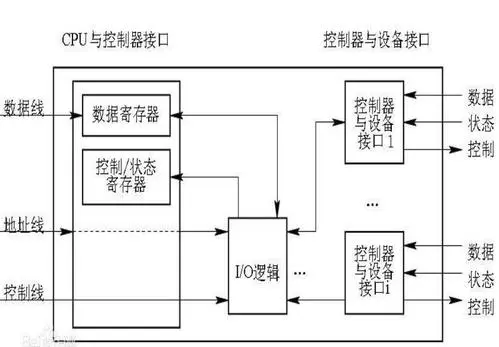 CPU与控制器接口
控制器与设备接口
数据线
数据寄存器
控制器
与设备
接口1
数据
状态
控制
控制/状态
寄存器
...
地址线
I/O逻辑
...
控制器
与设备
接口i
数据
状态
控制
控制线